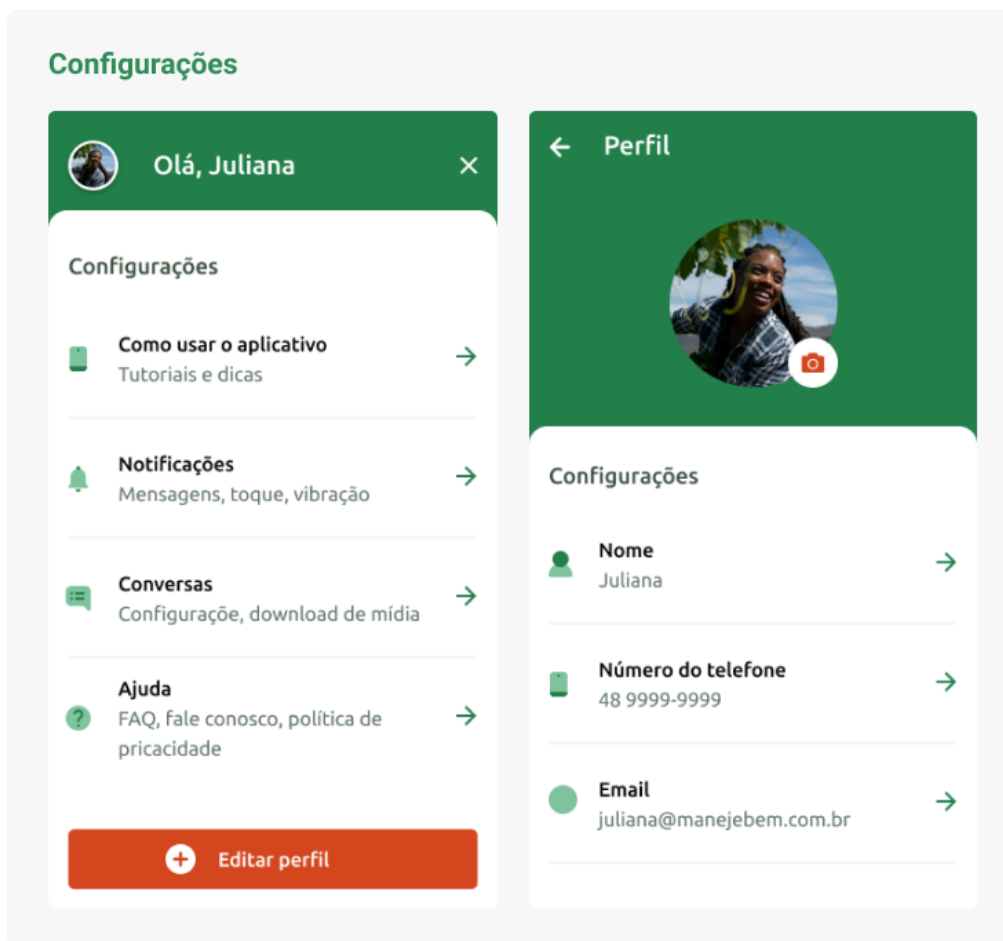 Configurações
Olá, Juliana
Configurações
Como usar o aplicativo
Tutoriais e dicas
Notificações
Mensagens, toque, vibração
Conversas
Configuraçõe, download de mídia
Ajuda
FAQ, fale conosco, política de
pricacidade
Editar perfil
Perfil
Configurações
Nome
Juliana
Número do telefone
48 9999-9999
Email
juliana@manejebem.com.br